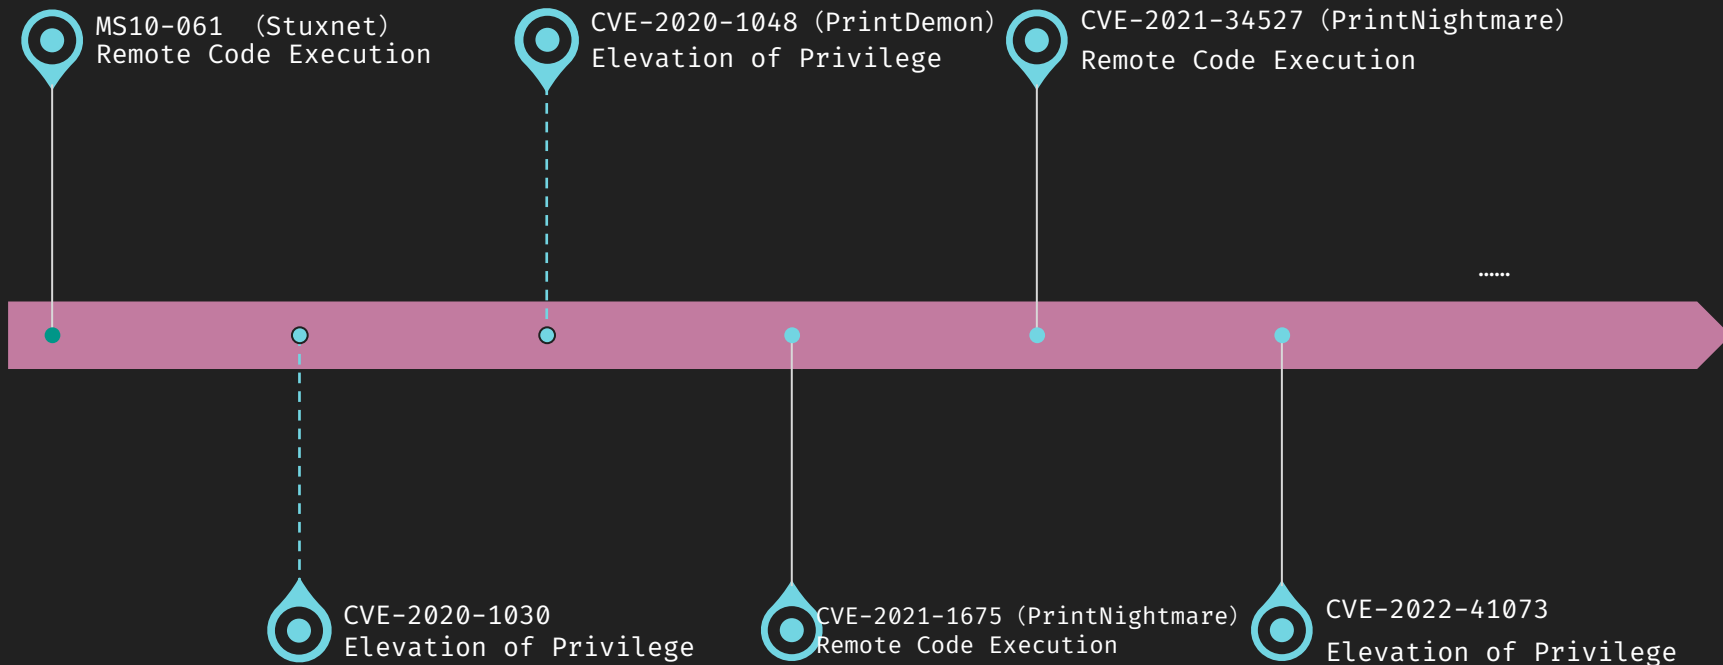 MS10-061 （Stuxnet）
Remote Code Execution
CVE-2020-1048（PrintDemon）
Elevation of Privilege
CVE-2021-34527（PrintNightmare）
Remote Code Execution
......
CVE-2020-1030
Elevation of Privilege
CVE-2021-1675（PrintNightmare）
Remote Code Execution
CVE-2022-41073
Elevation of Privilege